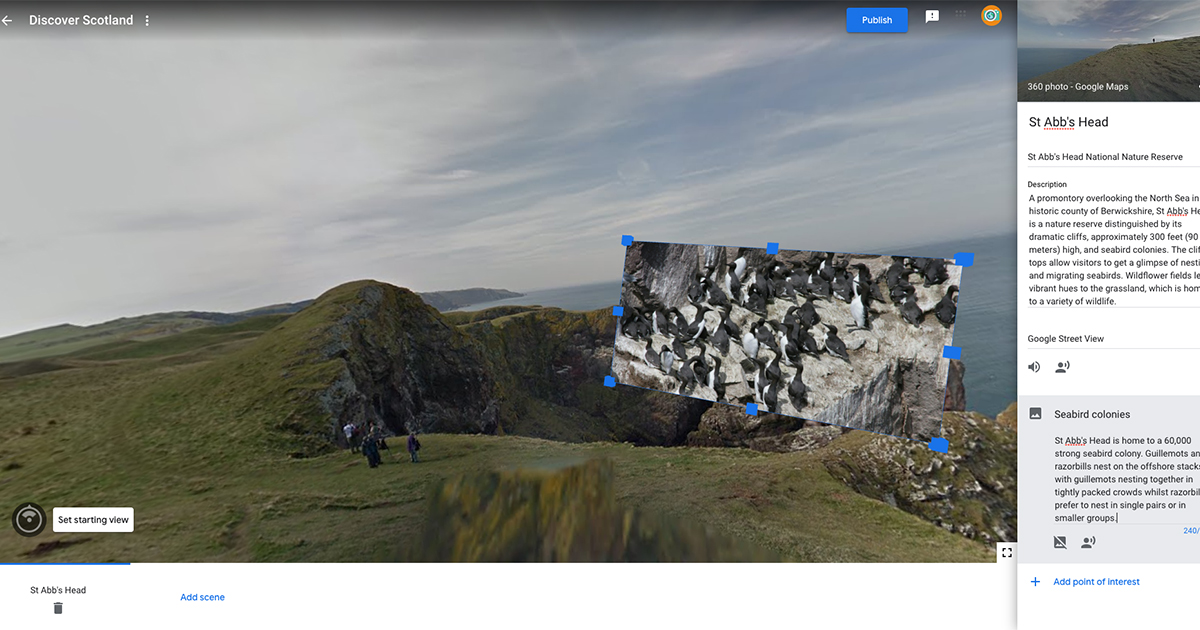 Discover Scotland
Publish
360 photo - Google Maps
St Abb's Head
St Abb's Head National Nature Reserve
Description
A promontory overlooking the North Sea in
historic county of Berwickshire, St Abb's He
is a nature reserve distinguished by its
dramatic cliffs, approximately 300 feet (90
meters) high, and seabird colonies. The clif
tops allow visitors to get a glimpse of nesti
and migrating seabirds. Wildflower fields le
vibrant hues to the grassland, which is hom
to a variety of wildlife.
Google Street View
Seabird colonies
St Abb's Head is home to a 60,000
strong seabird colony. Guillemots an
razorbills nest on the offshore stacks
with guillemots nesting together in
tightly packed crowds whilst razorbil
prefer to nest in single pairs or in
smaller groups.
240/
Add point of interest
Set starting view
St Abb's Head
Add scene